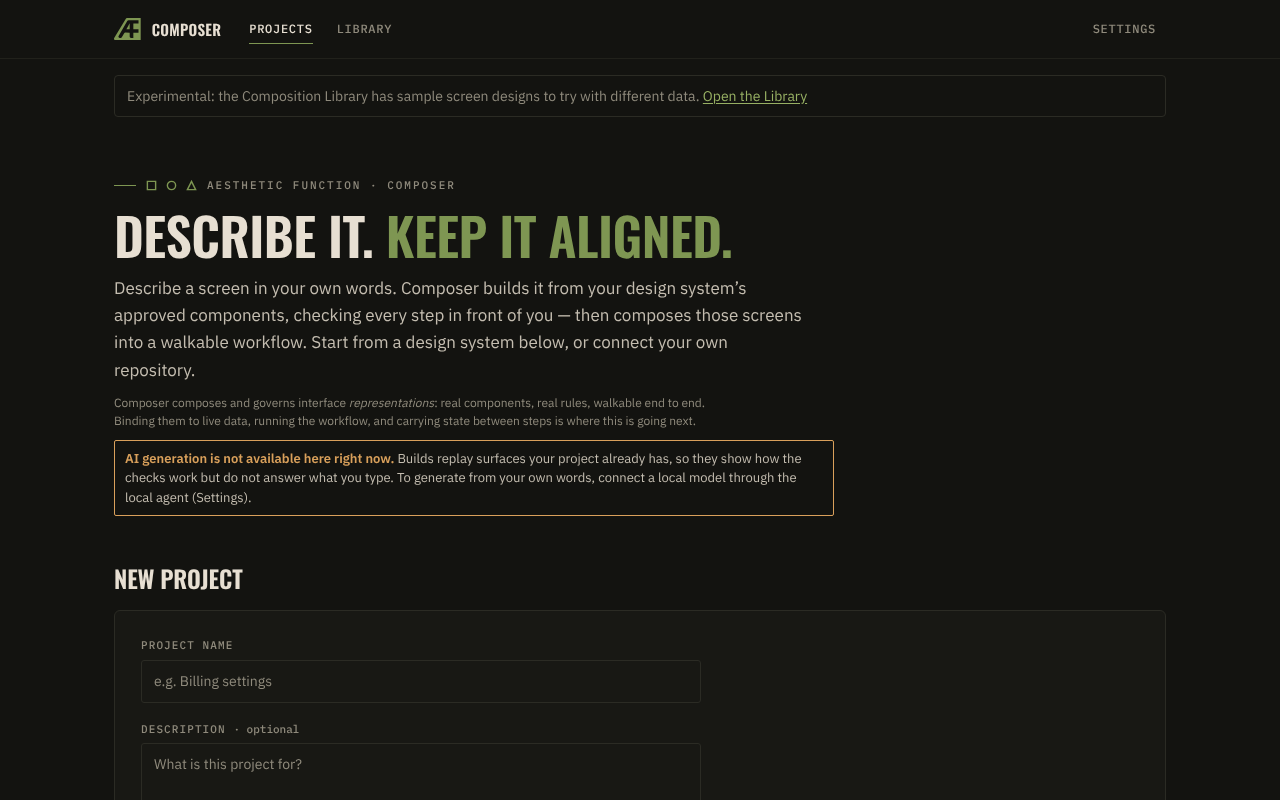 Æ COMPOSER PROJECTS LIBRARY SETTINGS
Experimental: the Composition Library has sample screen designs to try with different data. Open the Library
AESTHETIC FUNCTION · COMPOSER
DESCRIBE IT. KEEP IT ALIGNED.
Describe a screen in your own words. Composer builds it from your design system’s
approved components, checking every step in front of you — then composes those screens
into a walkable workflow. Start from a design system below, or connect your own
repository.
Composer composes and governs interface representations: real components, real rules, walkable end to end.
Binding them to live data, running the workflow, and carrying state between steps is where this is going next.
AI generation is not available here right now. Builds replay surfaces your project already has, so they show how the
checks work but do not answer what you type. To generate from your own words, connect a local model through the
local agent (Settings).
NEW PROJECT
PROJECT NAME
e.g. Billing settings
DESCRIPTION · optional
What is this project for?